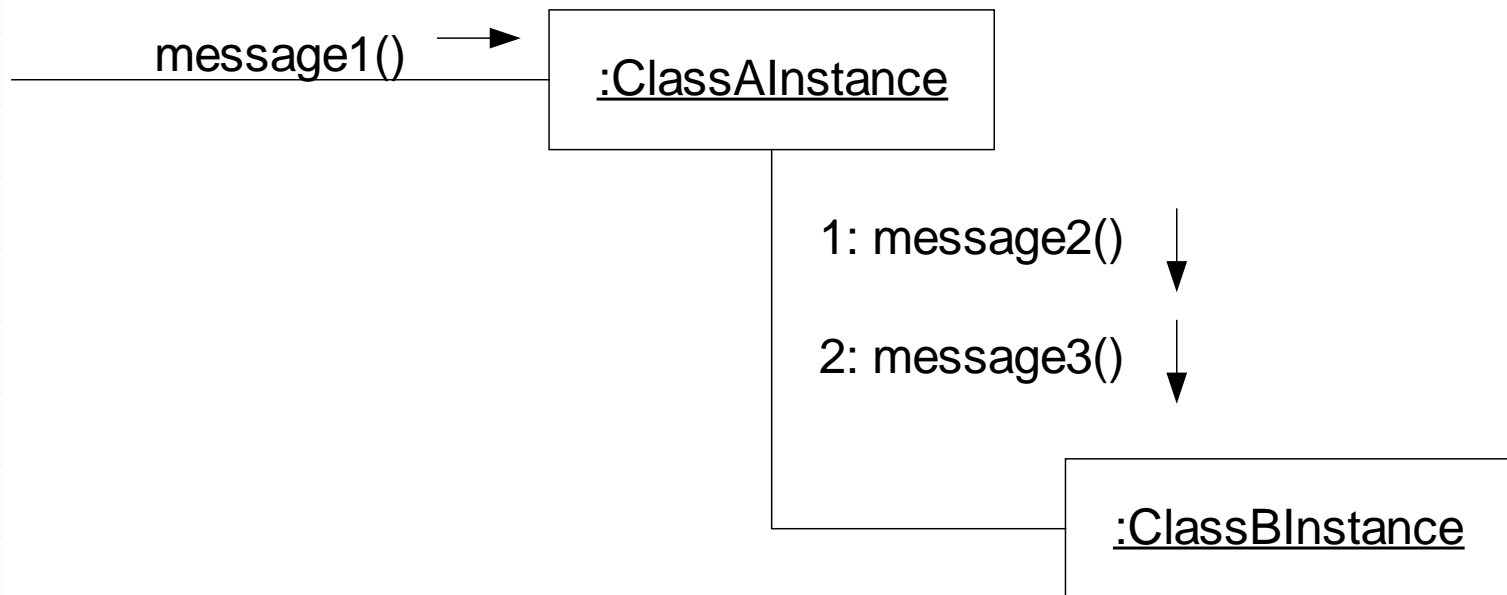 message1()
:ClassAInstance
1: message2()
2: message3()
:ClassBInstance